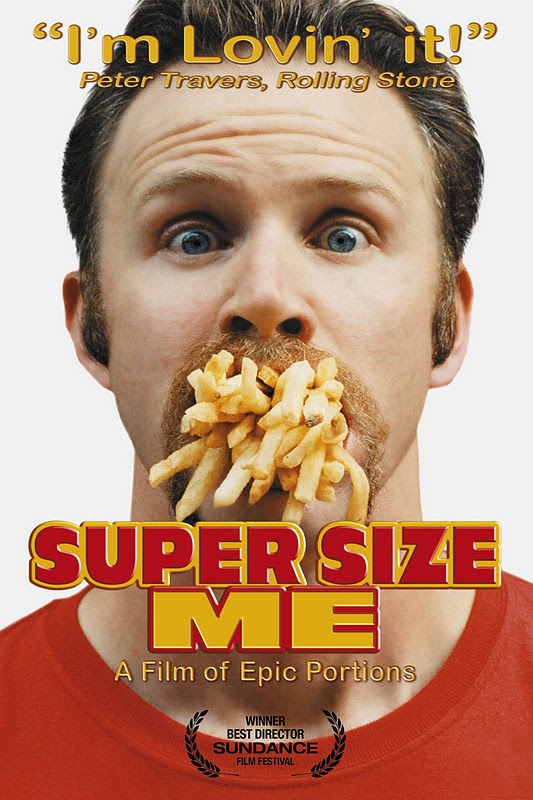 “I’m Lovin’ it!”
Peter Travers, Rolling Stone
SUPER SIZE
ME
A Film of Epic Portions
WINNER
BEST DIRECTOR
SUNDANCE
FILM FESTIVAL